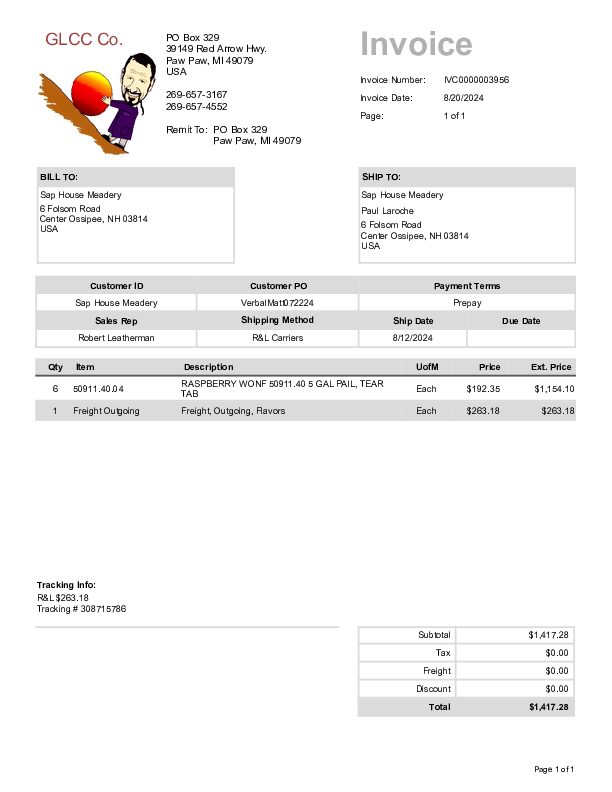 GLCC Co.
PO Box 329
39149 Red Arrow Hwy.
Paw Paw, MI 49079
USA
269-657-3167
269-657-4552
Remit To: PO Box 329
Paw Paw, MI 49079
Invoice
Invoice Number: IVC0000003956
Invoice Date: 8/20/2024
Page: 1 of 1
BILL TO:
Sap House Meadery
6 Folsom Road
Center Ossipee, NH 03814
USA
SHIP TO:
Sap House Meadery
Paul Laroche
6 Folsom Road
Center Ossipee, NH 03814
USA
Customer ID Customer PO Payment Terms
Sap House Meadery VerbalMatt072224 Prepay
Sales Rep Shipping Method Ship Date Due Date
Robert Leatherman R&L Carriers 8/12/2024
Qty Item Description UofM Price Ext. Price
6 50911.40.04 RASPBERRY WONF 50911.40 5 GAL PAIL, TEAR TAB Each $192.35 $1,154.10
1 Freight Outgoing Freight, Outgoing, Flavors Each $263.18 $263.18
Tracking Info:
R&L $263.18
Tracking # 308715786
Subtotal $1,417.28
Tax $0.00
Freight $0.00
Discount $0.00
Total $1,417.28
Page 1 of 1